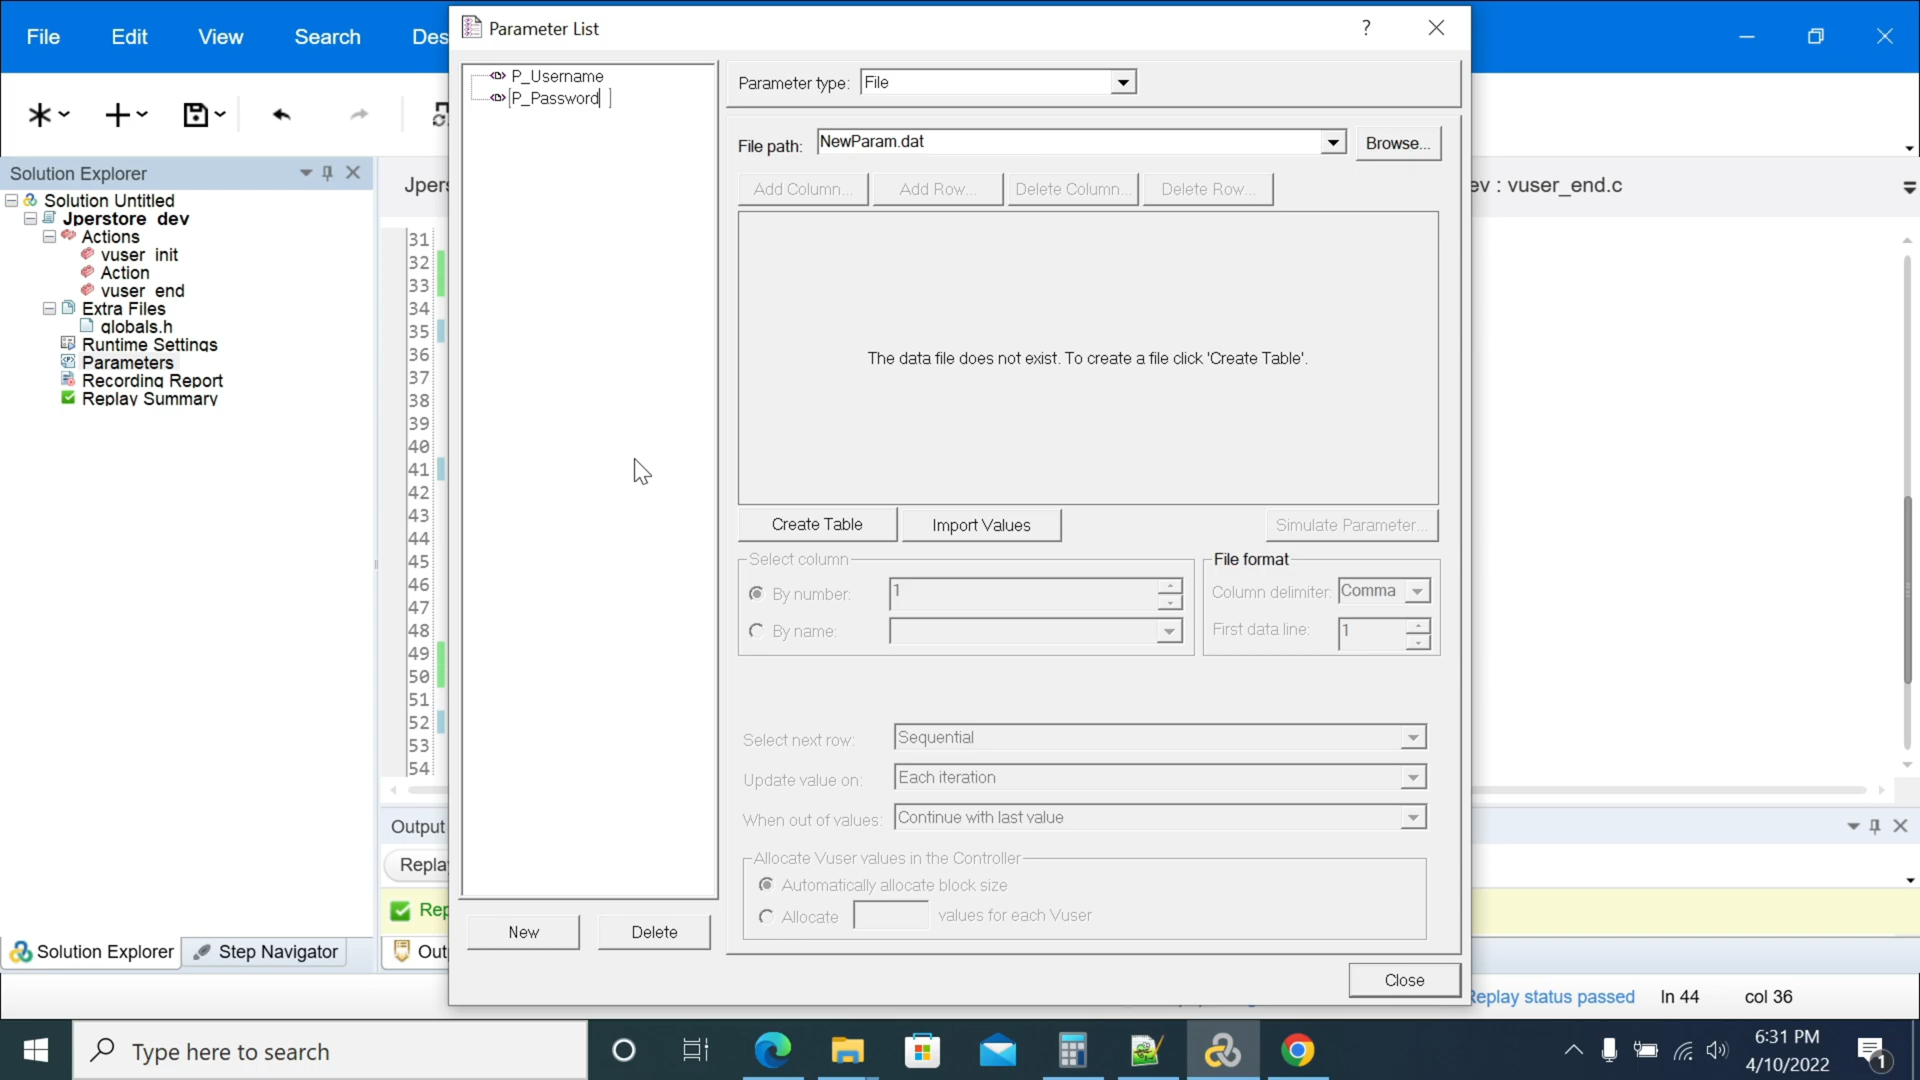 File Edit View Search Des
Parameter List
?
Solution Explorer
Solution Untitled
Jperstore dev
Actions
vuser init
Action
vuser end
Extra Files
globals.h
Runtime Settings
Parameters
Recording Report
Replay Summary
Solution Explorer
Step Navigator
Jpers
31
32
33
34
35
36
37
38
39
40
41
42
43
44
45
46
47
48
49
50
51
52
53
54
Output
Replay
Rep
Out
P_Username
P_Password
New
Delete
Parameter type: File
File path: NewParam.dat Browse...
Add Column... Add Row... Delete Column... Delete Row...
The data file does not exist. To create a file click 'Create Table'.
Create Table Import Values Simulate Parameter...
Select column
By number: 1
By name:
File format
Column delimiter: Comma
First data line: 1
Select next row: Sequential
Update value on: Each iteration
When out of values: Continue with last value
Allocate Vuser values in the Controller
Automatically allocate block size
Allocate values for each Vuser
Close
ev : vuser_end.c
Replay status passed ln 44 col 36
Type here to search
6:31 PM
4/10/2022
1